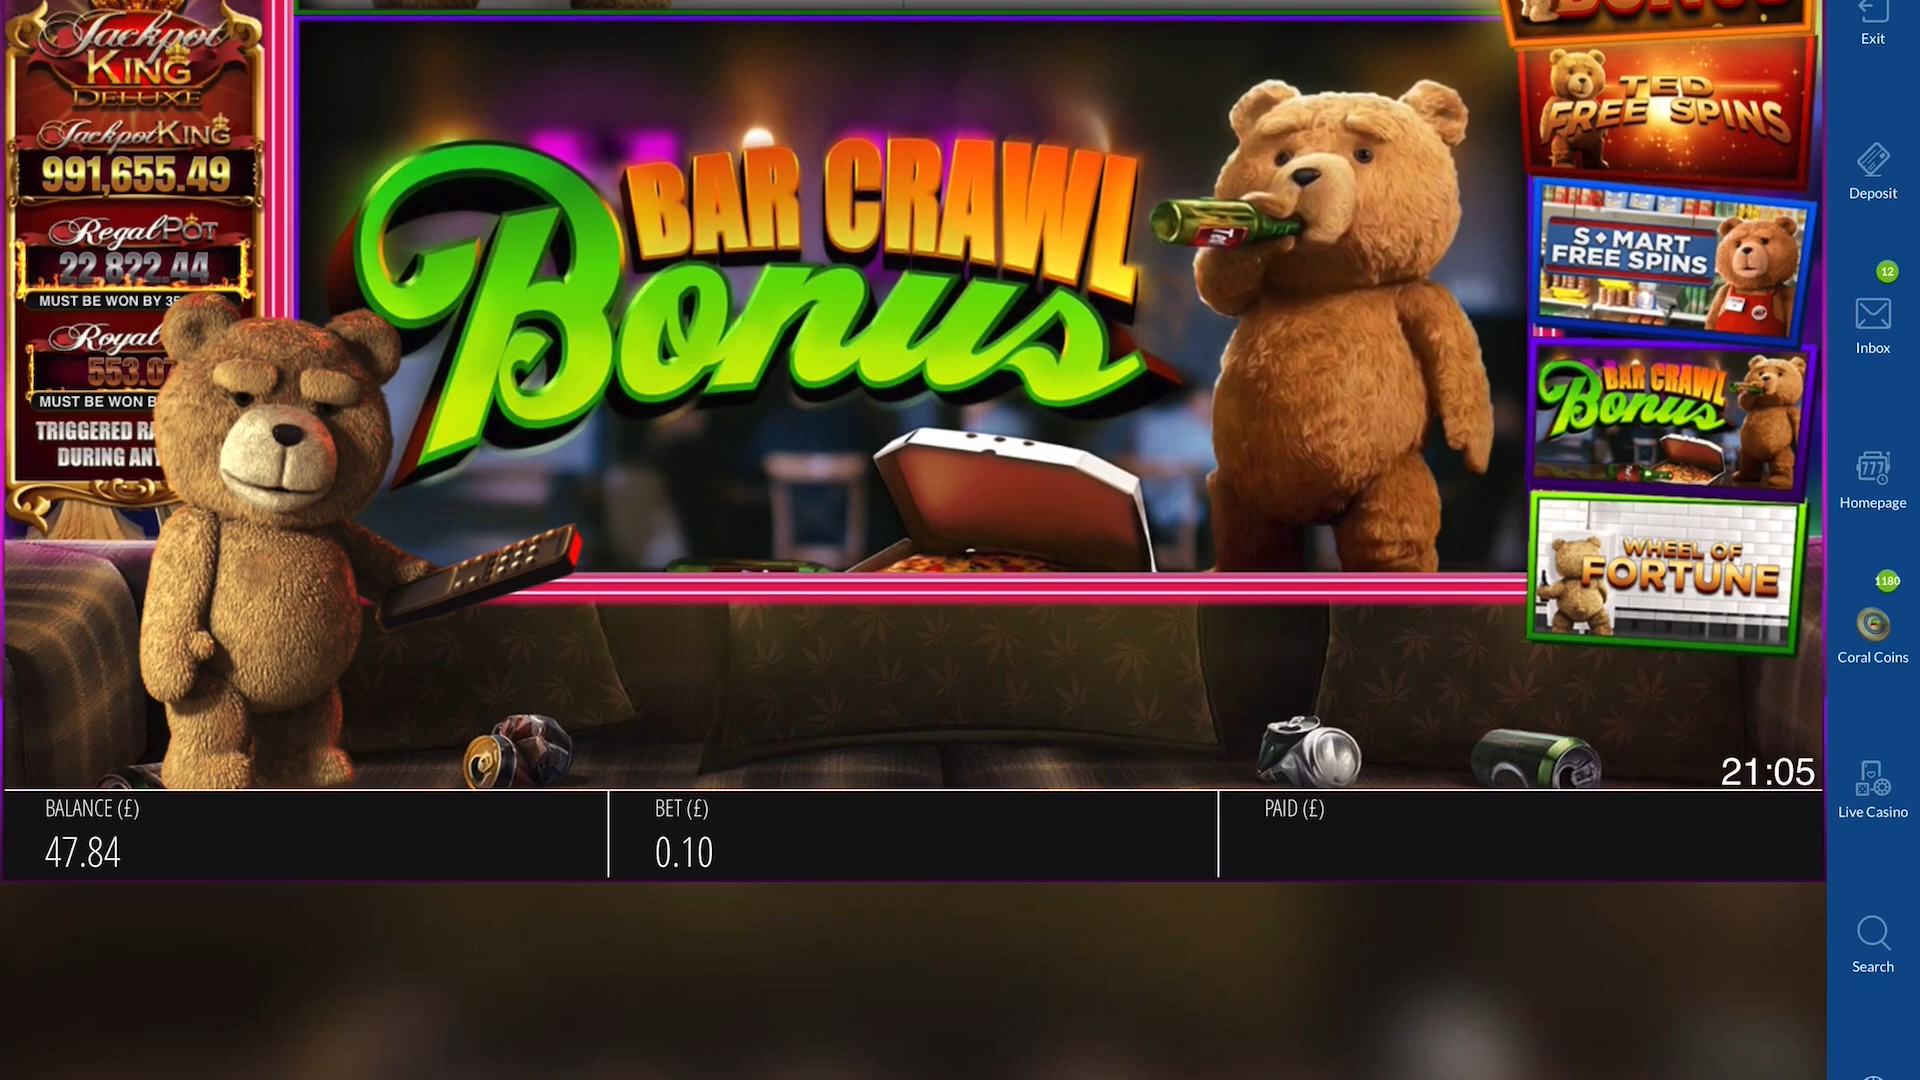 Jackpot
KING
DELUXE
JackpotKING
991,655.49
RegalPOT
22,822.44
MUST BE WON BY
Royal
MUST BE WON
TRIGGERED
DURING
BAR CRAWL
Bonus
BONUS
TED
FREE SPINS
S♦MART
FREE SPINS
BAR CRAWL
Bonus
WHEEL OF
FORTUNE
21:05
BALANCE (£)
47.84
BET (£)
0.10
PAID (£)
Exit
Deposit
12
Inbox
Homepage
1180
Coral Coins
Live Casino
Search